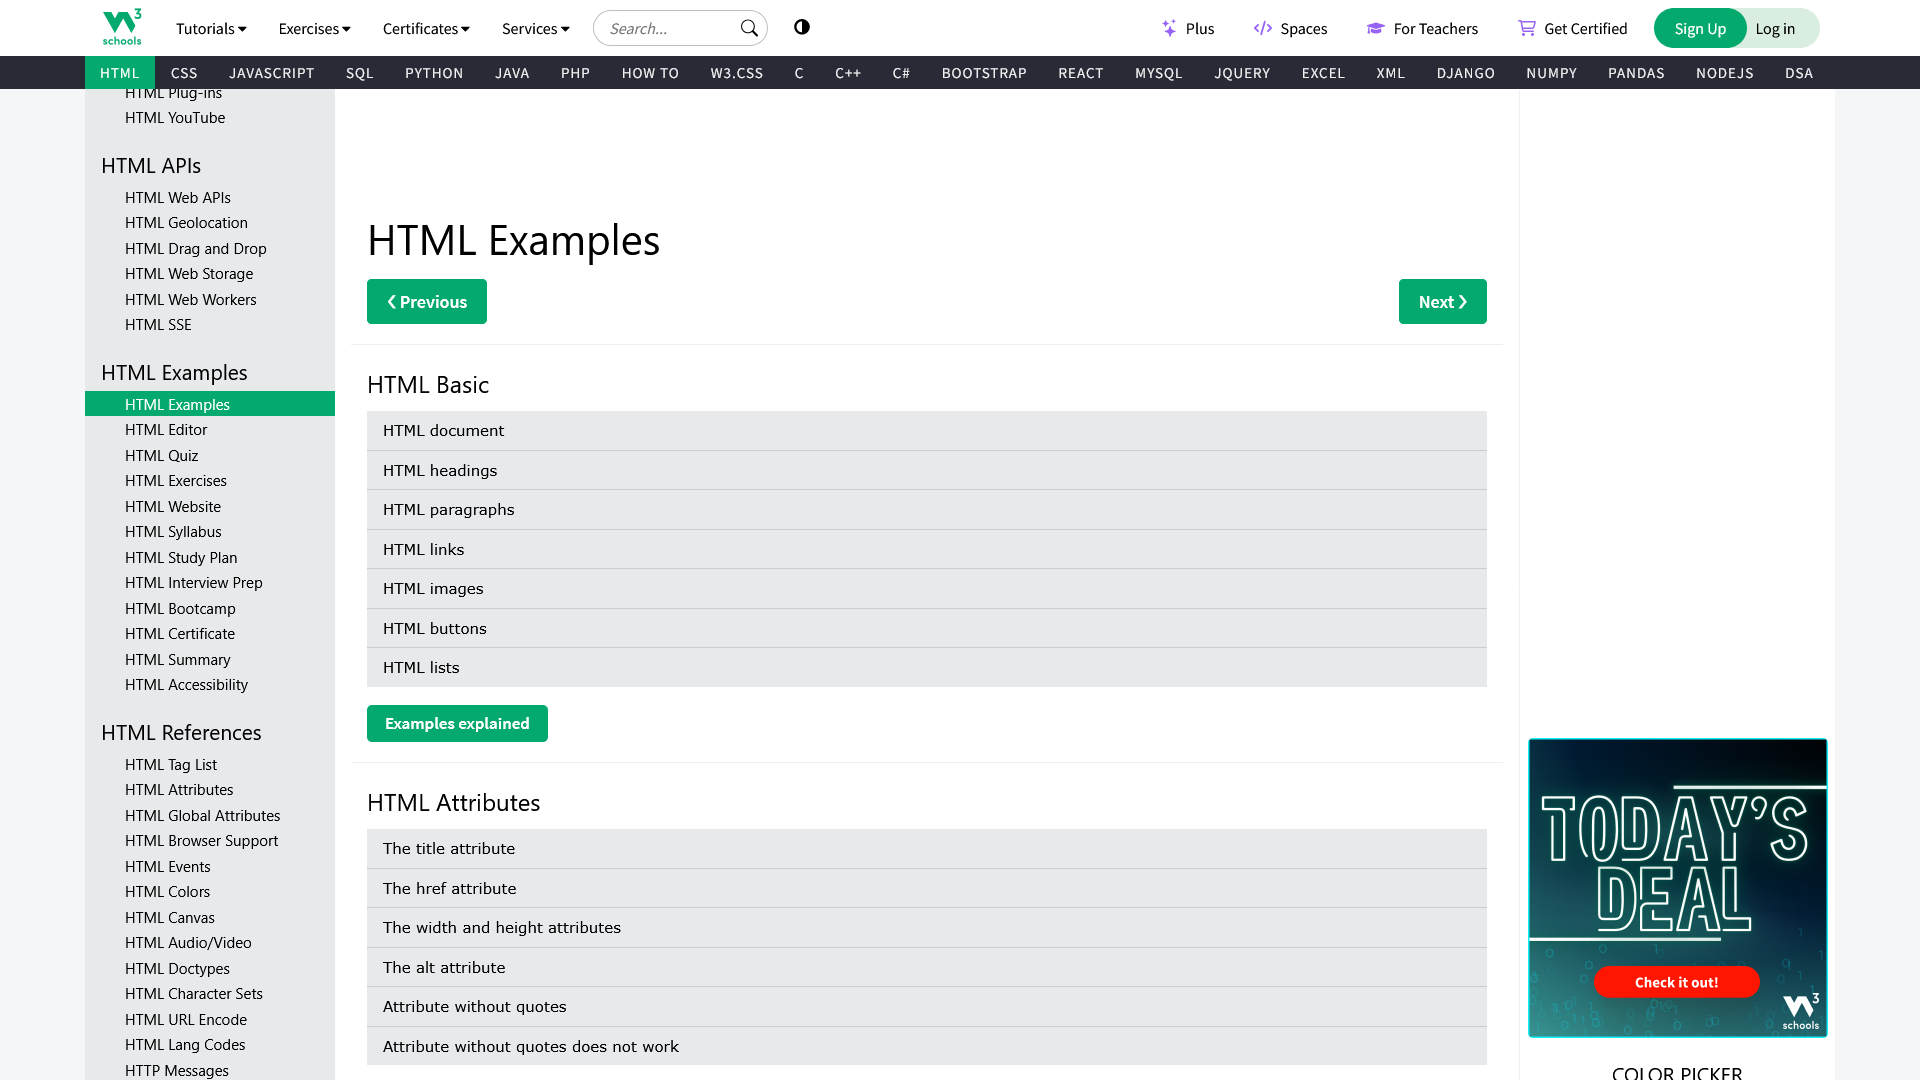 W3 schools
Tutorials
Exercises
Certificates
Services
Search...
Plus
Spaces
For Teachers
Get Certified
Sign Up
Log in
HTML
CSS
JAVASCRIPT
SQL
PYTHON
JAVA
PHP
HOW TO
W3.CSS
C
C++
C#
BOOTSTRAP
REACT
MYSQL
JQUERY
EXCEL
XML
DJANGO
NUMPY
PANDAS
NODEJS
DSA
HTML Plug-ins
HTML YouTube
HTML APIs
HTML Web APIs
HTML Geolocation
HTML Drag and Drop
HTML Web Storage
HTML Web Workers
HTML SSE
HTML Examples
HTML Examples
HTML Editor
HTML Quiz
HTML Exercises
HTML Website
HTML Syllabus
HTML Study Plan
HTML Interview Prep
HTML Bootcamp
HTML Certificate
HTML Summary
HTML Accessibility
HTML References
HTML Tag List
HTML Attributes
HTML Global Attributes
HTML Browser Support
HTML Events
HTML Colors
HTML Canvas
HTML Audio/Video
HTML Doctypes
HTML Character Sets
HTML URL Encode
HTML Lang Codes
HTTP Messages
HTML Examples
❮ Previous
Next ❯
HTML Basic
HTML document
HTML headings
HTML paragraphs
HTML links
HTML images
HTML buttons
HTML lists
Examples explained
HTML Attributes
The title attribute
The href attribute
The width and height attributes
The alt attribute
Attribute without quotes
Attribute without quotes does not work
TODAY'S
DEAL
Check it out!
W3 schools
COLOR PICKER